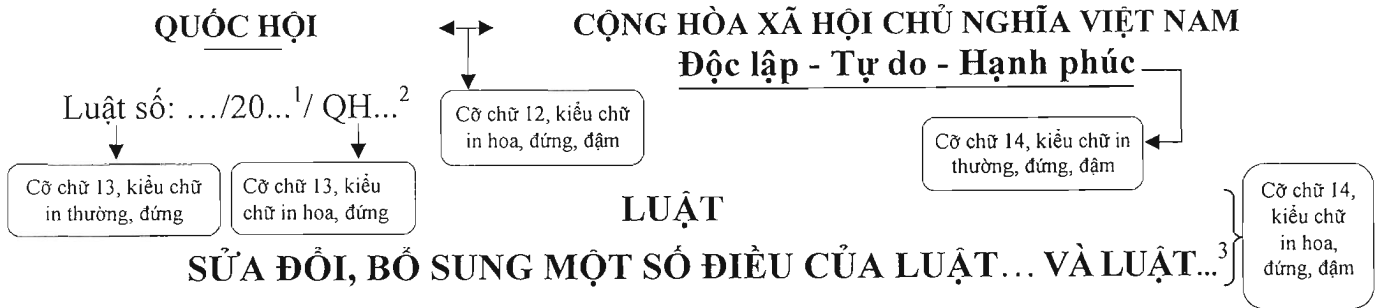 QUỐC HỘI
CỘNG HÒA XÃ HỘI CHỦ NGHĨA VIỆT NAM
Độc lập - Tự do - Hạnh phúc
Luật số: …/20...1/ QH...2
Cỡ chữ 12, kiểu chữ
in hoa, đứng, đậm
Cỡ chữ 14, kiểu chữ in
thường, đứng, đậm
Cỡ chữ 13, kiểu chữ
in thường, đứng
Cỡ chữ 13, kiểu
chữ in hoa, đứng
LUẬT
SỬA ĐỔI, BỔ SUNG MỘT SỐ ĐIỀU CỦA LUẬT… VÀ LUẬT...3
Cỡ chữ 14,
kiểu chữ
in hoa,
đứng, đậm